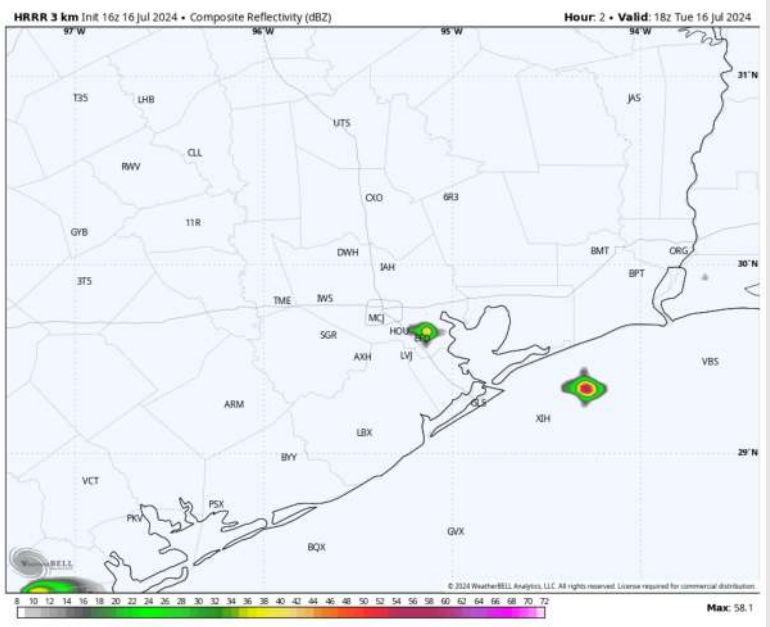 HRRR 3 km Init 16z 16 Jul 2024 • Composite Reflectivity (dBZ) Hour: 2 • Valid: 18z Tue 16 Jul 2024
97°W 96°W 95°W 94°W
31°N
T35 LHB JAS
UTS
CLL
RWV
CXO 6R3
11R
GYB
DWH BMT ORG
30°N
IAH
BPT
3T5
TME IWS
MCJ
HOU
SGR EFD
AXH LVJ
VBS
ARM GLS
XIH
LBX
29°N
BYY
VCT
PSX
PKV
GVX
BQX
WeatherBELL
© 2024 WeatherBELL Analytics, LLC. All rights reserved. License required for commercial distribution.
8 10 12 14 16 18 20 22 24 26 28 30 32 34 36 38 40 42 44 46 48 50 52 54 56 58 60 62 64 66 68 70 72
Max: 58.1